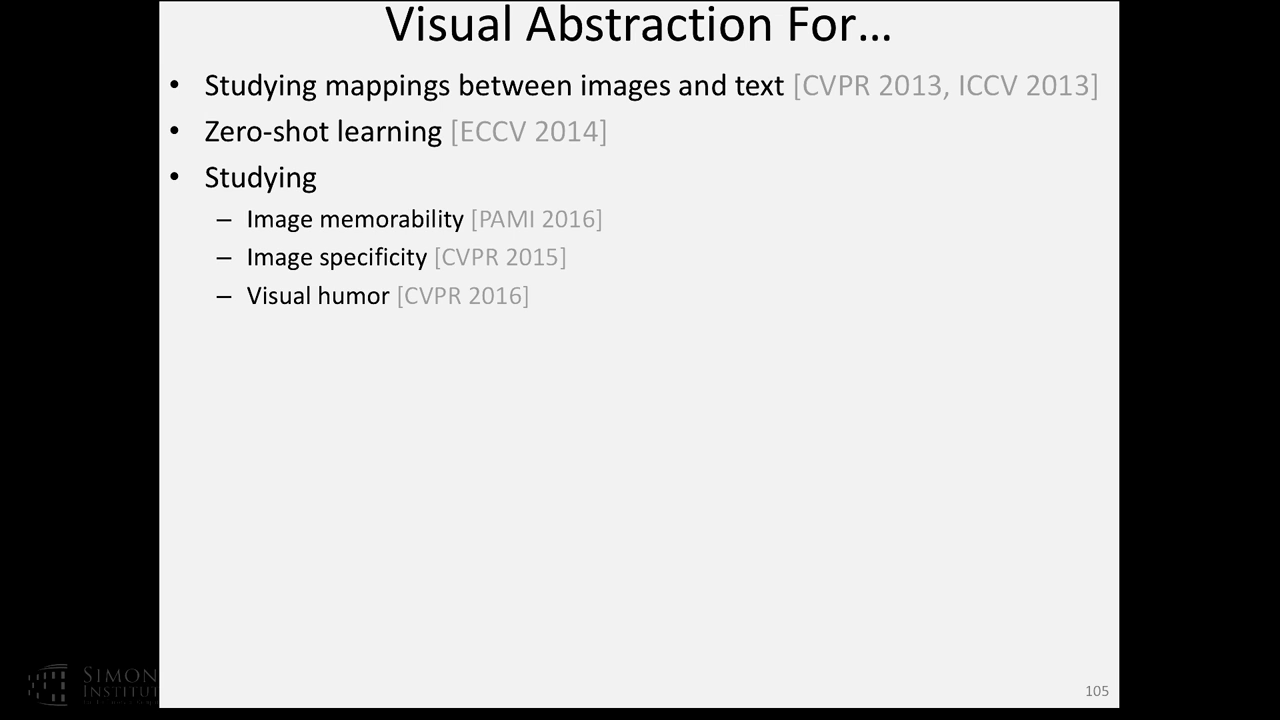 Visual Abstraction For…
• Studying mappings between images and text [CVPR 2013, ICCV 2013]
• Zero-shot learning [ECCV 2014]
• Studying
– Image memorability [PAMI 2016]
– Image specificity [CVPR 2015]
– Visual humor [CVPR 2016]
SIMON
INSTITUT
105